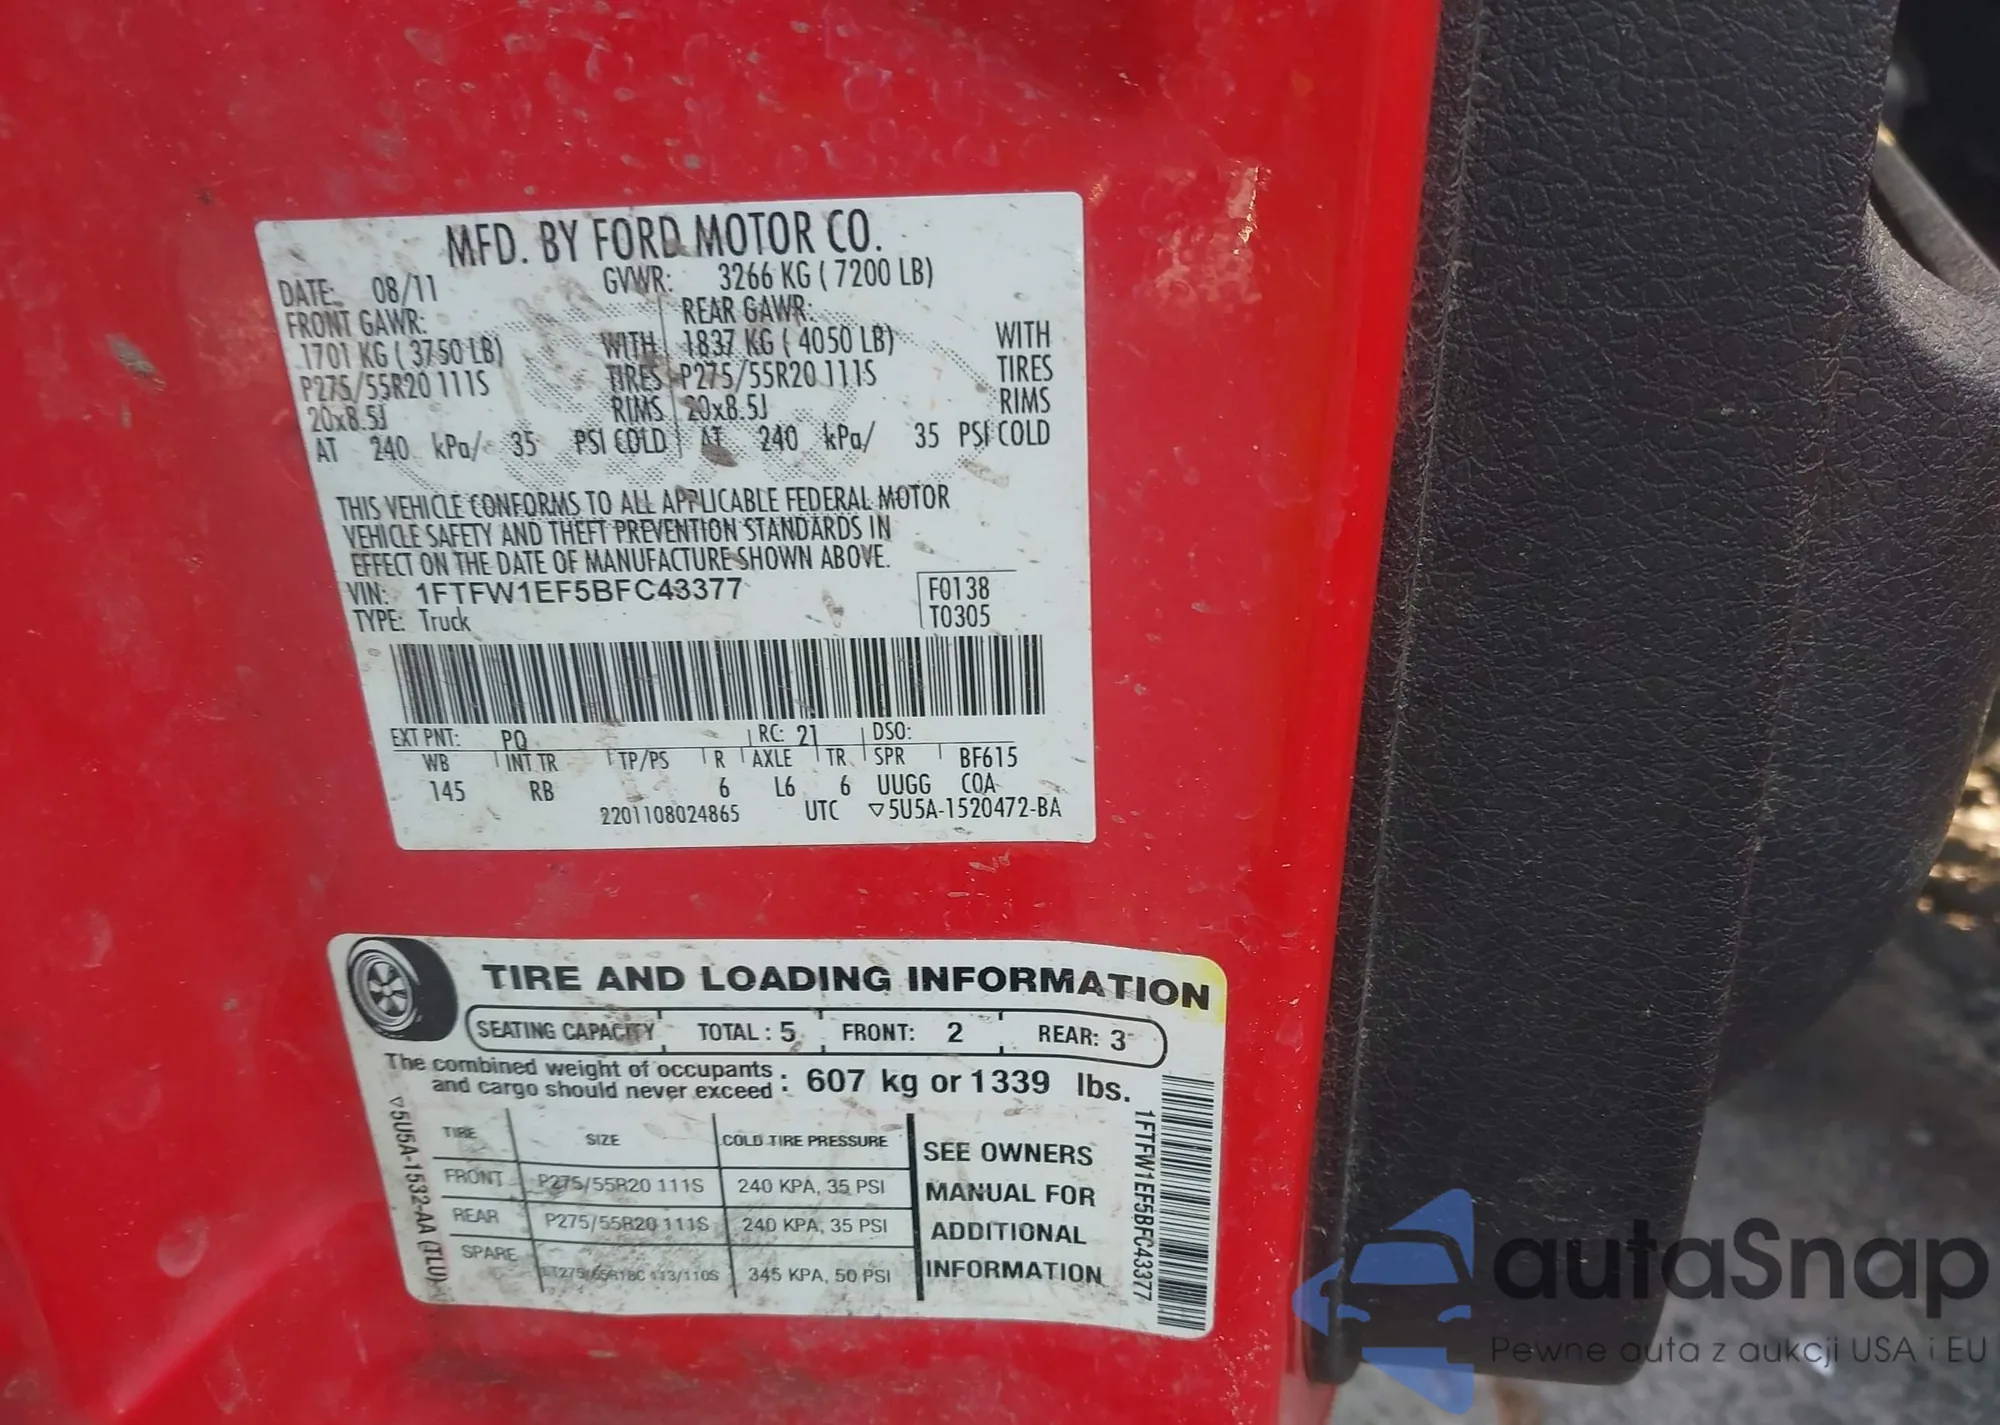 MFD. BY FORD MOTOR CO.
DATE: 08/11 GVWR: 3266 KG ( 7200 LB)
FRONT GAWR: REAR GAWR:
1701 KG ( 3750 LB) WITH 1837 KG ( 4050 LB) WITH
P275/55R20 111S TIRES P275/55R20 111S TIRES
20x8.5J RIMS 20x8.5J RIMS
AT 240 kPa/ 35 PSI COLD AT 240 kPa/ 35 PSI COLD
THIS VEHICLE CONFORMS TO ALL APPLICABLE FEDERAL MOTOR
VEHICLE SAFETY AND THEFT PREVENTION STANDARDS IN
EFFECT ON THE DATE OF MANUFACTURE SHOWN ABOVE.
VIN: 1FTFW1EF5BFC43377 F0138
TYPE: Truck T0305
EXT PNT: PQ RC: 21 DSO:
WB INT TR TP/PS R AXLE TR SPR BF615
145 RB 6 L6 6 UUGG COA
2201108024865 UTC ▽5U5A-1520472-BA
TIRE AND LOADING INFORMATION
SEATING CAPACITY TOTAL : 5 FRONT: 2 REAR: 3
The combined weight of occupants
and cargo should never exceed : 607 kg or 1339 lbs.
TIRE SIZE COLD TIRE PRESSURE
FRONT P275/55R20 111S 240 KPA, 35 PSI
REAR P275/55R20 111S 240 KPA, 35 PSI
SPARE LT275/65R18C 113/110S 345 KPA, 50 PSI
SEE OWNERS
MANUAL FOR
ADDITIONAL
INFORMATION
▽5U5A-1532-AA (TLU)
1FTFW1EF5BFC43377
autaSnap
Pewne auta z aukcji USA i EU